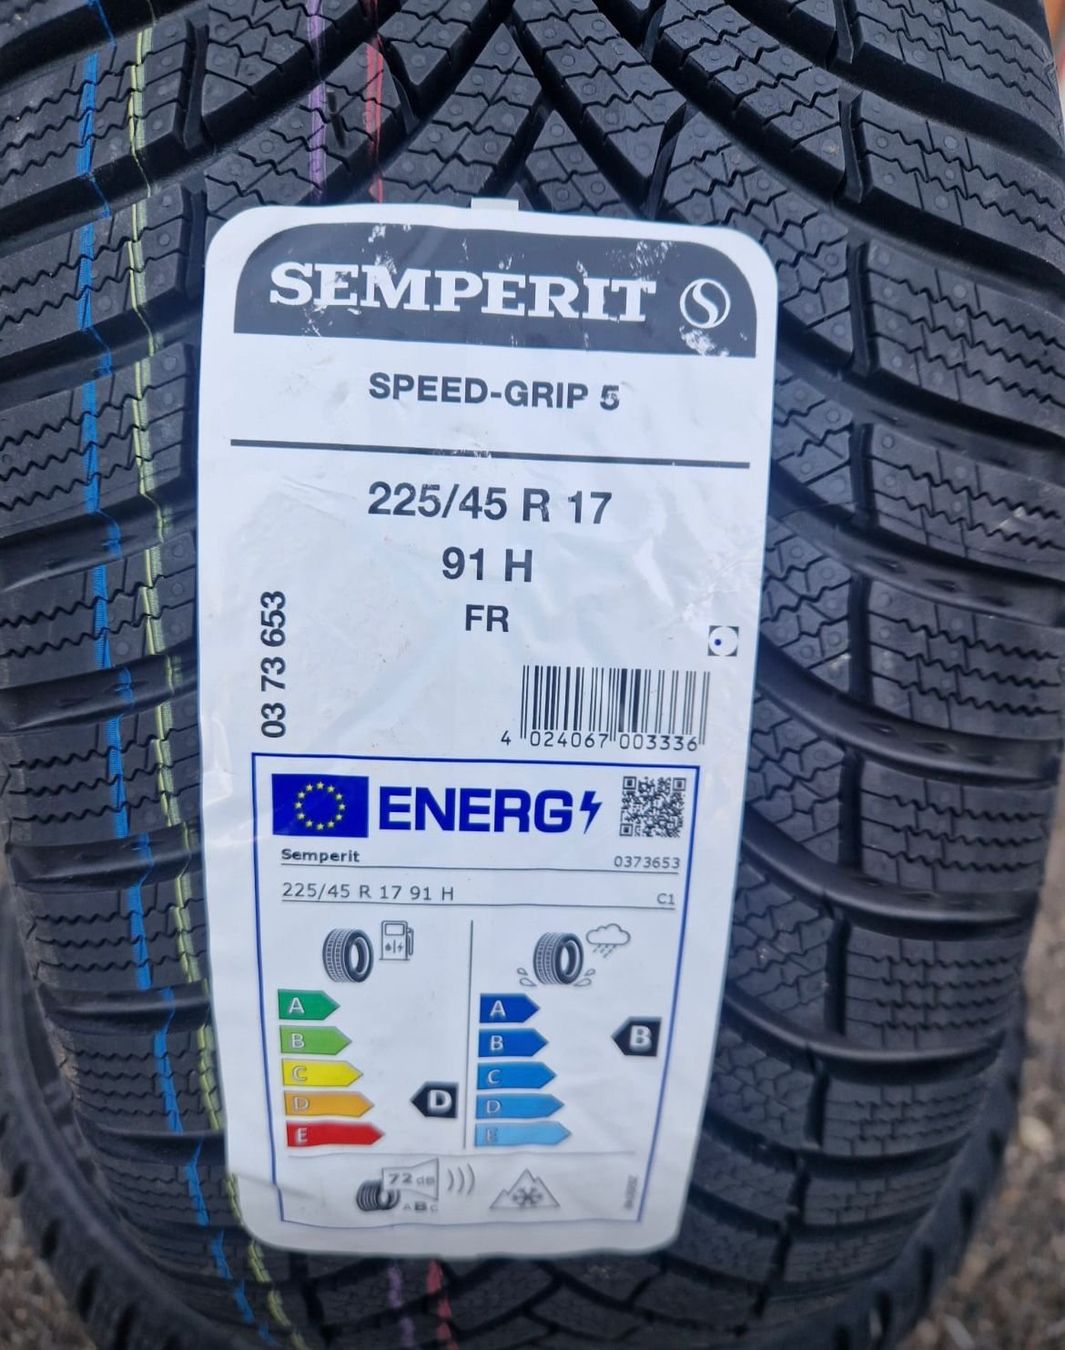 SEMPERIT
SPEED-GRIP 5
225/45 R 17
91 H
FR
03 73 653
4 024067 003336
ENERG
Semperit 0373653
225/45 R 17 91 H C1
A A
B B B
C C
D D D
E E
72 dB
A B C